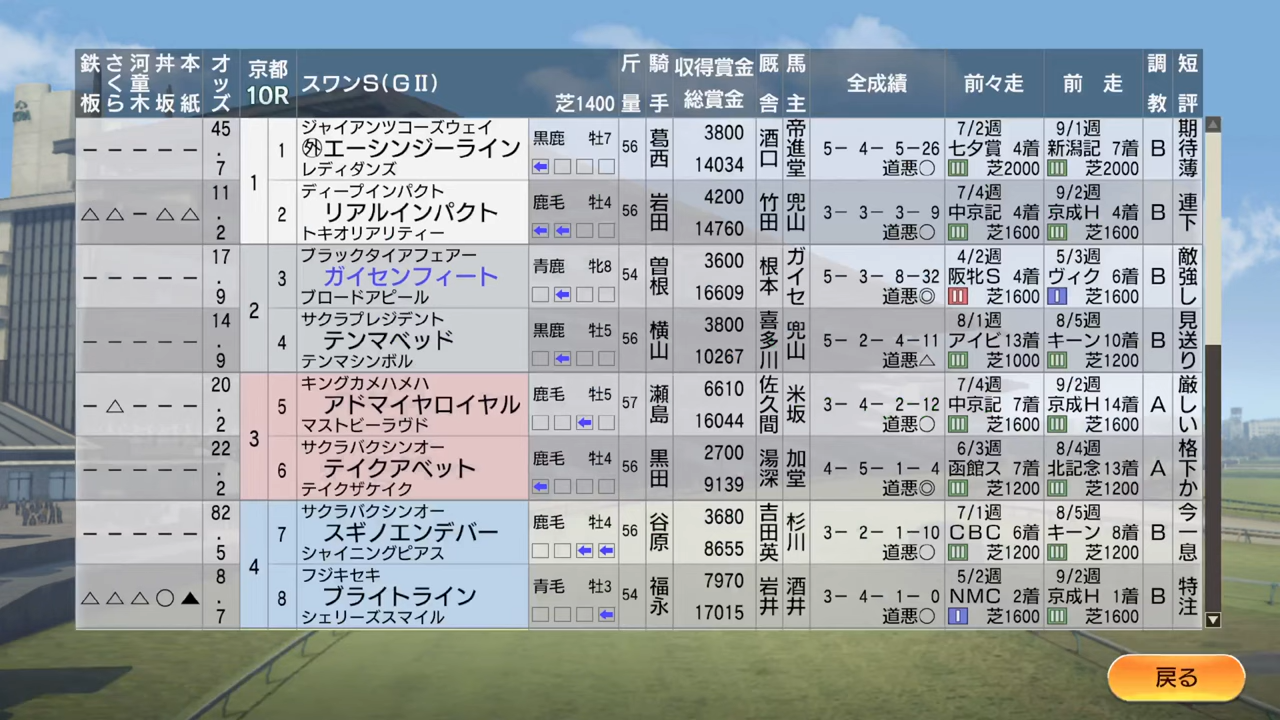 鉄板 さくら 河童木 丼坂 本紙 オッズ 京都10R スワンS(GⅡ) 芝1400 斤量 騎手 収得賞金 総賞金 厩舎 馬主 全成績 前々走 前走 調教 短評
－ － － － － 45.7 1 1 ジャイアンツコーズウェイ 黒鹿 牡7 56 葛西 3800 酒口 帝進堂 5－ 4－ 5－26 7/2週 9/1週 B 期待薄
外エーシンジーライン 七夕賞 4着 新潟記 7着
レディダンズ 14034 道悪○ III 芝2000 III 芝2000
△ △ － △ △ 11.2 2 ディープインパクト 鹿毛 牡4 56 岩田 4200 竹田 兜山 3－ 3－ 3－ 9 7/4週 9/2週 B 連下
リアルインパクト 中京記 4着 京成H 4着
トキオリアリティー 14760 道悪○ III 芝1600 III 芝1600
－ － － － － 17.9 2 3 ブラックタイアフェアー 青鹿 牝8 54 曽根 3600 根本 ガイセ 5－ 3－ 8－32 4/2週 5/3週 B 敵強し
ガイセンフィート 阪牝S 4着 ヴィク 6着
ブロードアピール 16609 道悪◎ II 芝1600 I 芝1600
－ － － － － 14.9 4 サクラプレジデント 黒鹿 牡5 56 横山 3800 喜多川 兜山 5－ 2－ 4－11 8/1週 8/5週 B 見送り
テンマベッド アイビ13着 キーン10着
テンマシンボル 10267 道悪△ III 芝1000 III 芝1200
－ △ － － － 20.2 3 5 キングカメハメハ 鹿毛 牡5 57 瀬島 6610 佐久間 米坂 3－ 4－ 2－12 7/4週 9/2週 A 厳しい
アドマイヤロイヤル 中京記 7着 京成H14着
マストビーラヴド 16044 道悪○ III 芝1600 III 芝1600
－ － － － － 22.2 6 サクラバクシンオー 鹿毛 牡4 56 黒田 2700 湯深 加堂 4－ 5－ 1－ 4 6/3週 8/4週 A 格下か
テイクアベット 函館ス 7着 北記念13着
テイクザケイク 9139 道悪◎ III 芝1200 III 芝1200
－ － － － － 82.5 4 7 サクラバクシンオー 鹿毛 牡4 56 谷原 3680 吉田英 杉川 3－ 2－ 1－10 7/1週 8/5週 B 今一息
スギノエンデバー CBC 6着 キーン 8着
シャイニングピアス 8655 道悪○ III 芝1200 III 芝1200
△ △ △ ○ ▲ 8.7 8 フジキセキ 青毛 牡3 54 福永 7970 岩井 酒井 3－ 4－ 1－ 0 5/2週 9/2週 B 特注
ブライトライン NMC 2着 京成H 1着
シェリーズスマイル 17015 道悪○ I 芝1600 III 芝1600
戻る